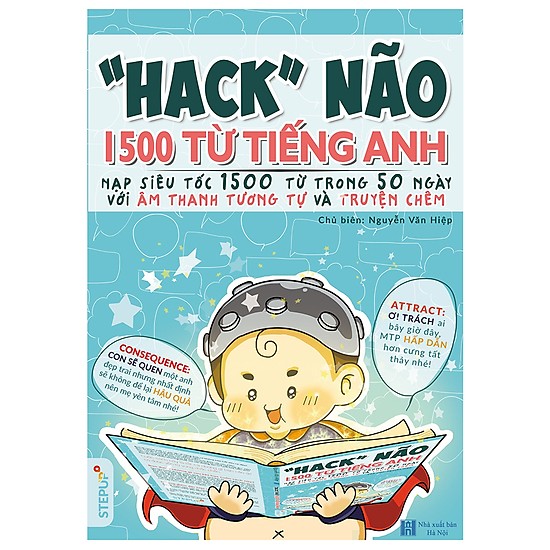 "HACK" NÃO
1500 TỪ TIẾNG ANH
NẠP SIÊU TỐC 1500 TỪ TRONG 50 NGÀY
VỚI ÂM THANH TƯƠNG TỰ VÀ TRUYỆN CHÊM
Chủ biên: Nguyễn Văn Hiệp
ATTRACT:
ƠI TRÁCH ai
bây giờ đây,
MTP HẤP DẪN
hơn cưng tất
thảy nhé!
CONSEQUENCE:
CON SẼ QUEN một anh
đẹp trai nhưng nhất định
sẽ không để lại HẬU QUẢ
nên mẹ yên tâm nhé!
"HACK" NÃO
1500 TỪ TIẾNG ANH
STEPUP
Nhà xuất bản
Hà Nội